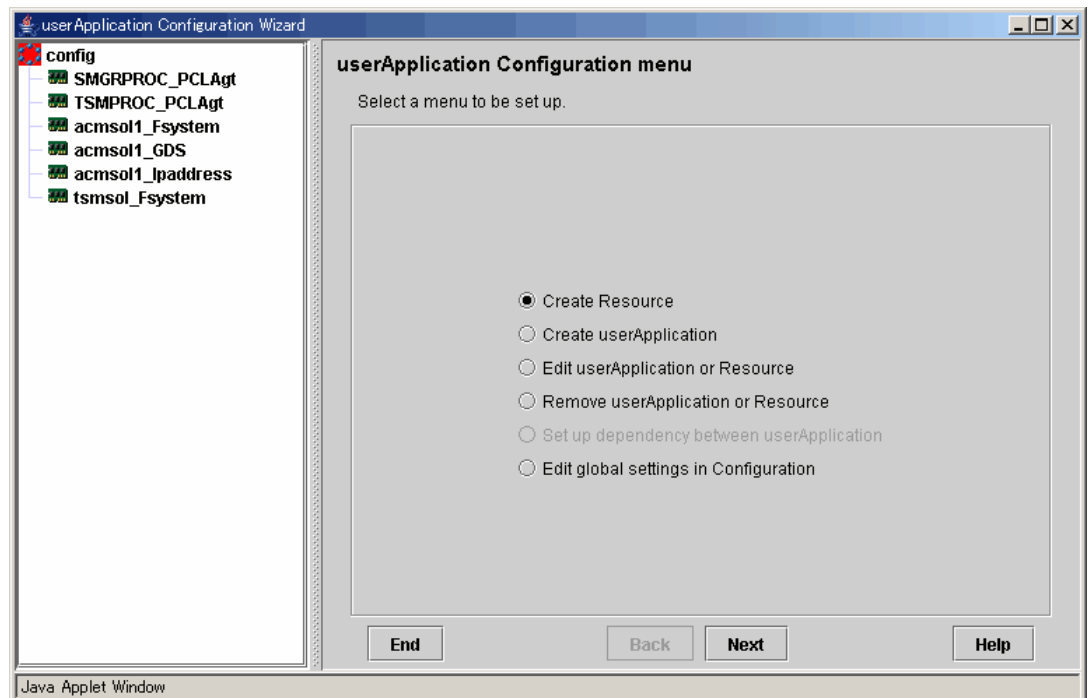 userApplication Configuration Wizard
config
SMGRPROC_PCLAgt
TSMPROC_PCLAgt
acmsol1_Fsystem
acmsol1_GDS
acmsol1_Ipaddress
tsmsol_Fsystem
userApplication Configuration menu
Select a menu to be set up.
Create Resource
Create userApplication
Edit userApplication or Resource
Remove userApplication or Resource
Set up dependency between userApplication
Edit global settings in Configuration
End Back Next Help
Java Applet Window